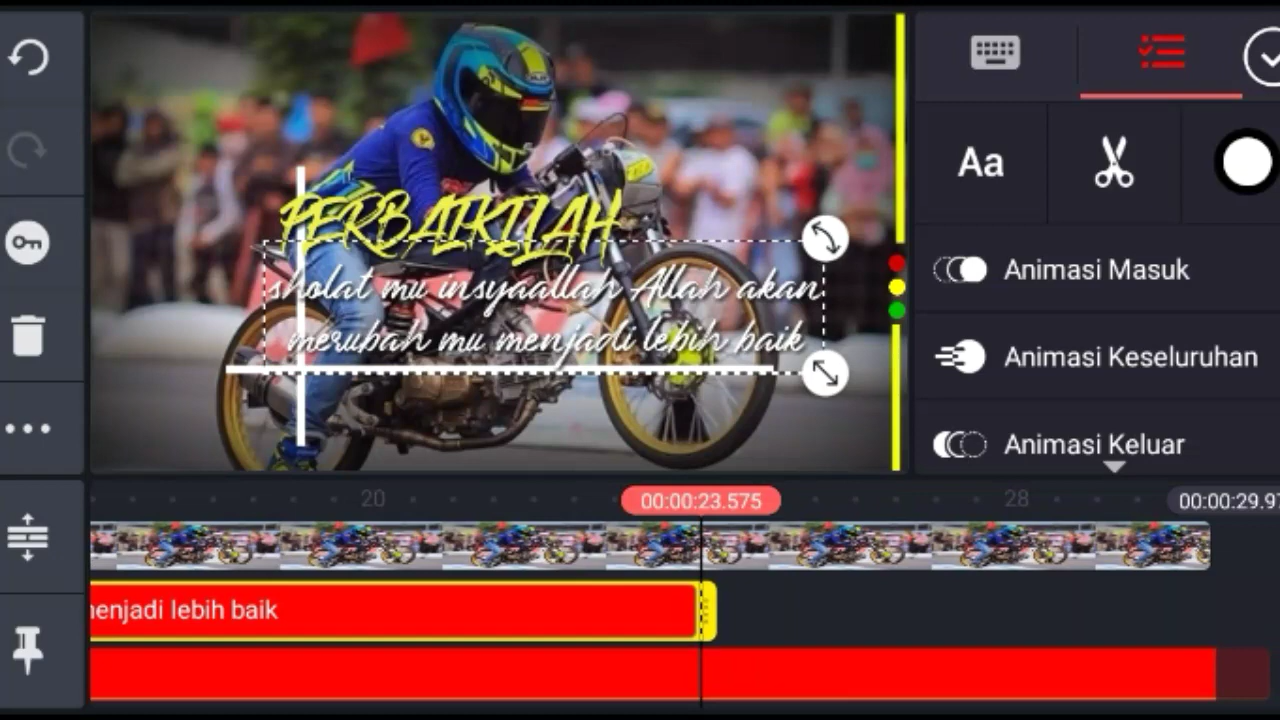 Aa
PERBAIKILAH
sholat mu insyaallah Allah akan
merubah mu menjadi lebih baik
Animasi Masuk
Animasi Keseluruhan
Animasi Keluar
20
00:00:23.575
28
00:00:29.97
menjadi lebih baik